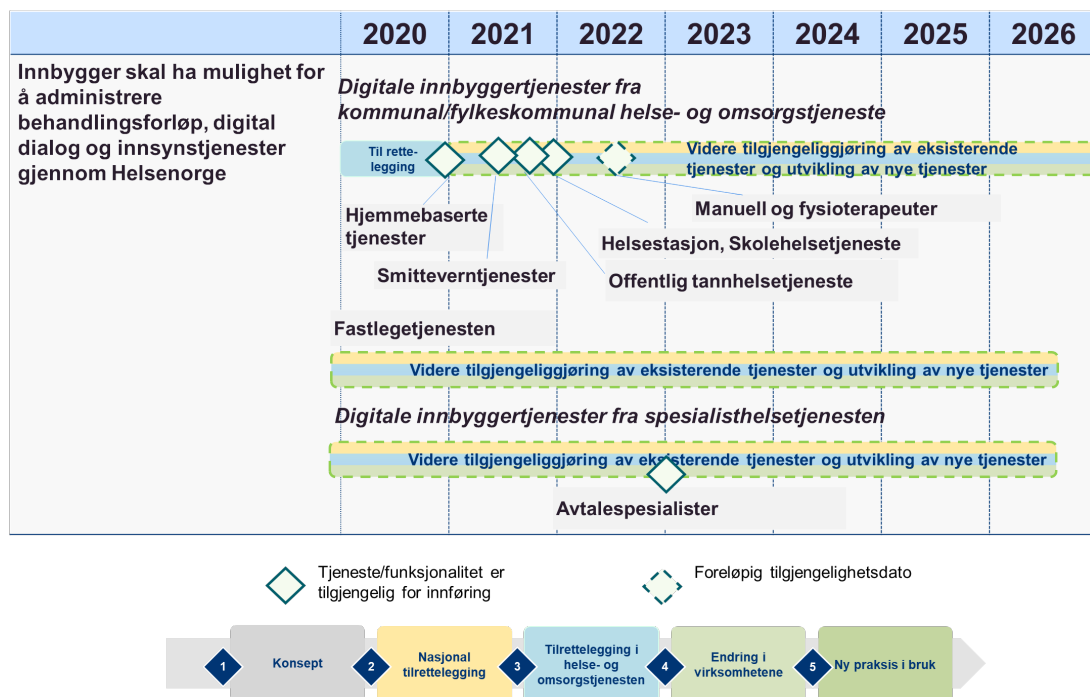 2020 2021 2022 2023 2024 2025 2026
Innbygger skal ha mulighet for
å administrere
behandlingsforløp, digital
dialog og innsynstjenester
gjennom Helsenorge
Digitale innbyggertjenester fra
kommunal/fylkeskommunal helse- og omsorgstjeneste
Til rette-
legging
Videre tilgjengeliggjøring av eksisterende
tjenester og utvikling av nye tjenester
Manuell og fysioterapeuter
Hjemmebaserte
tjenester
Helsestasjon, Skolehelsetjeneste
Smitteverntjenester
Offentlig tannhelsetjeneste
Fastlegetjenesten
Videre tilgjengeliggjøring av eksisterende tjenester og utvikling av nye tjenester
Digitale innbyggertjenester fra spesialisthelsetjenesten
Videre tilgjengeliggjøring av eksisterende tjenester og utvikling av nye tjenester
Avtalespesialister
Tjeneste/funksjonalitet er
tilgjengelig for innføring
Foreløpig tilgjengelighetsdato
1
Konsept
2
Nasjonal
tilrettelegging
3
Tilrettelegging i
helse- og
omsorgstjenesten
4
Endring i
virksomhetene
5
Ny praksis i bruk